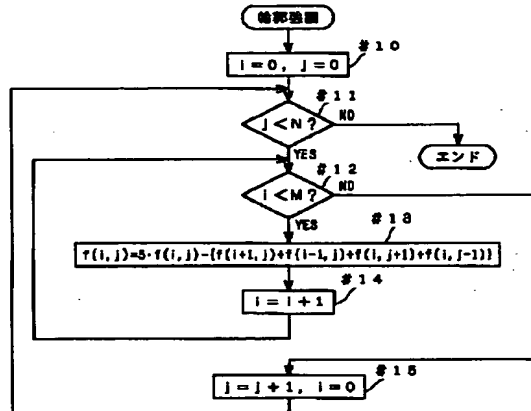 輪郭強調
#10
i=0, j=0
#11
j<N?
NO
YES
エンド
#12
i<M?
NO
YES
#13
f(i,j)=5·f(i,j)-{f(i+1,j)+f(i-1,j)+f(i,j+1)+f(i,j-1)}
#14
i=i+1
#15
j=j+1, i=0